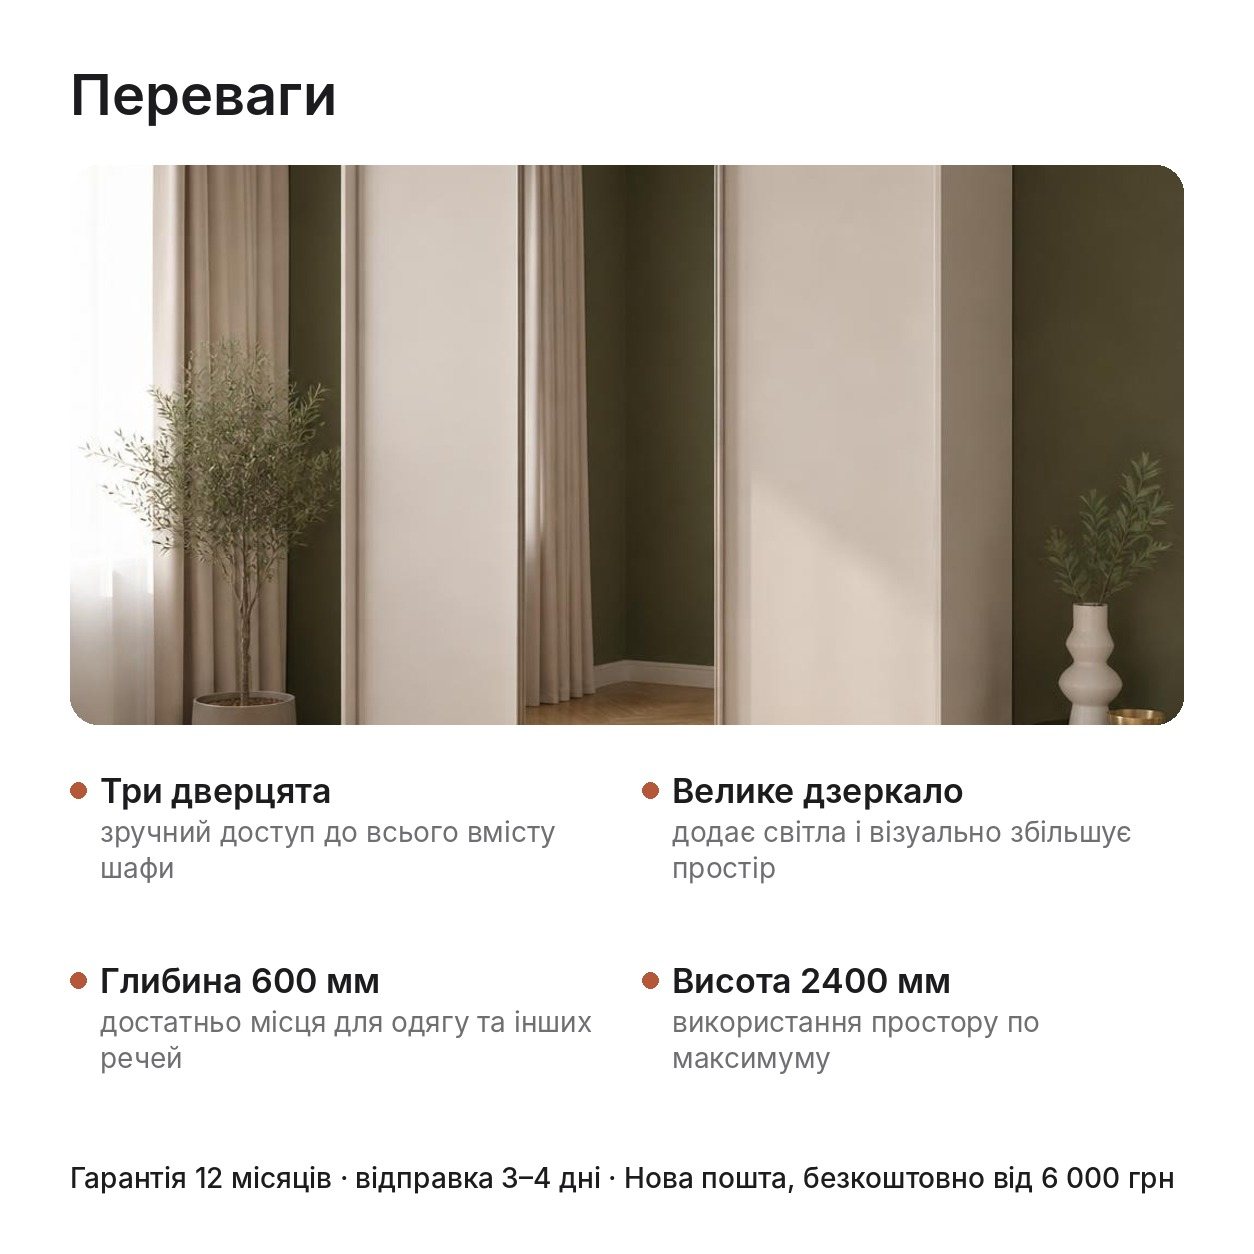 Переваги
Три дверцята
зручний доступ до всього вмісту
шафи
Велике дзеркало
додає світла і візуально збільшує
простір
Глибина 600 мм
достатньо місця для одягу та інших
речей
Висота 2400 мм
використання простору по
максимуму
Гарантія 12 місяців · відправка 3–4 дні · Нова пошта, безкоштовно від 6 000 грн